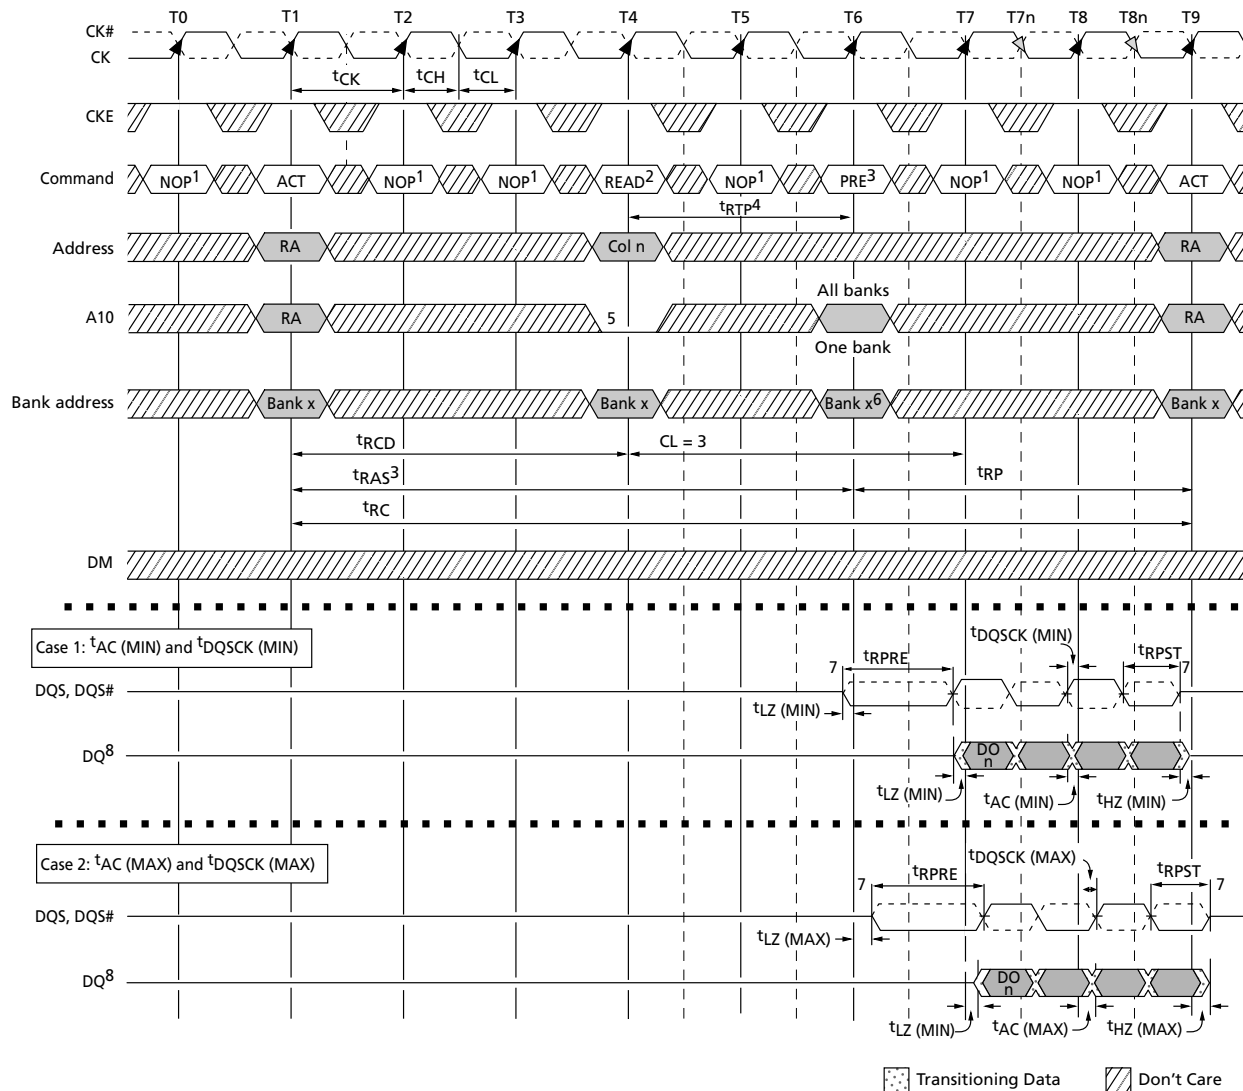 T0 T1 T2 T3 T4 T5 T6 T7 T7n T8 T8n T9
CK#
CK
tCK tCH tCL
CKE
Command NOP1 ACT NOP1 NOP1 READ2 NOP1 PRE3 NOP1 NOP1 ACT
tRTP4
Address RA Col n RA
All banks
A10 RA 5 RA
One bank
Bank address Bank x Bank x Bank x6 Bank x
tRCD CL = 3
tRAS3 tRP
tRC
DM
Case 1: tAC (MIN) and tDQSCK (MIN)
tDQSCK (MIN)
7 tRPRE tRPST 7
DQS, DQS#
tLZ (MIN)
DQ8 DO
n
tLZ (MIN) tAC (MIN) tHZ (MIN)
Case 2: tAC (MAX) and tDQSCK (MAX)
tDQSCK (MAX)
7 tRPRE tRPST 7
DQS, DQS#
tLZ (MAX)
DQ8 DO
n
tLZ (MIN) tAC (MAX) tHZ (MAX)
Transitioning Data Don't Care